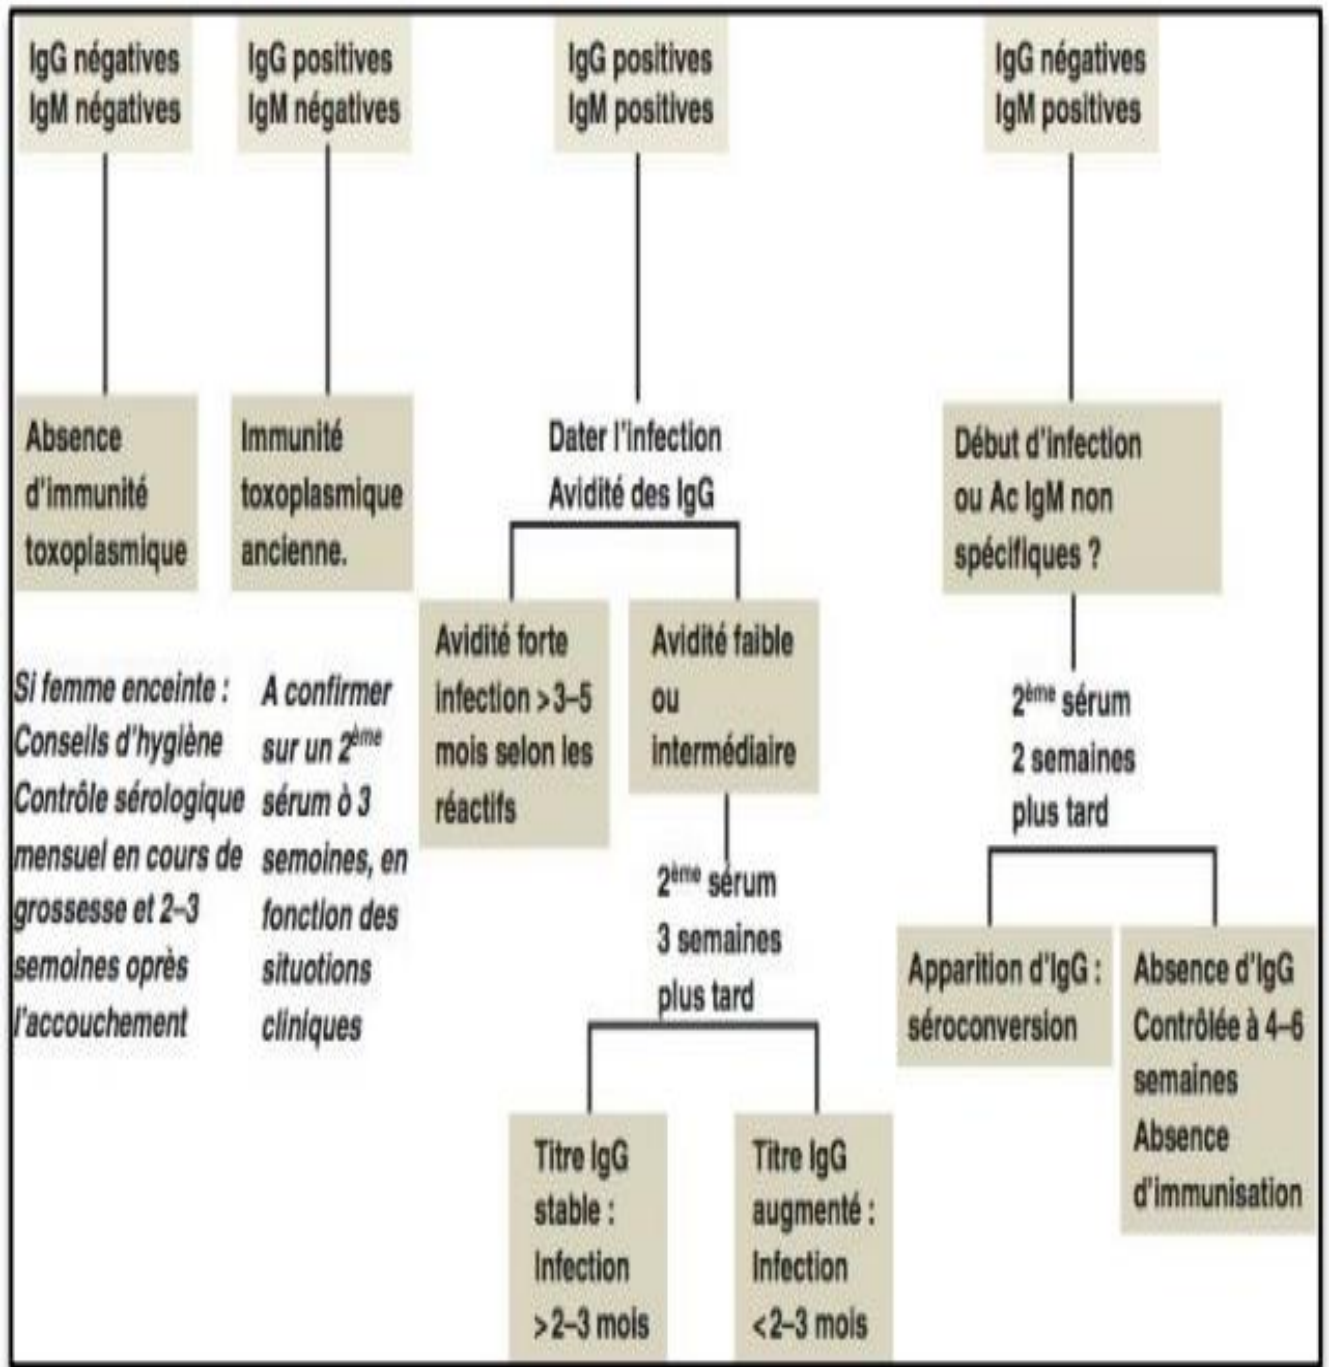 IgG négatives
IgM négatives
IgG positives
IgM négatives
IgG positives
IgM positives
IgG négatives
IgM positives
Absence
d'immunité
toxoplasmique
Immunité
toxoplasmique
ancienne.
Dater l'infection
Avidité des IgG
Début d'infection
ou Ac IgM non
spécifiques ?
Si femme enceinte :
Conseils d'hygiène
Contrôle sérologique
mensuel en cours de
grossesse et 2–3
semoines oprès
l'accouchement
A confirmer
sur un 2ème
sérum ò 3
semoines, en
fonction des
situotions
cliniques
Avidité forte
infection > 3–5
mois selon les
réactifs
Avidité faible
ou
intermédiaire
2ème sérum
3 semaines
plus tard
Titre IgG
stable :
Infection
> 2–3 mois
Titre IgG
augmenté :
Infection
< 2–3 mois
2ème sérum
2 semaines
plus tard
Apparition d'IgG :
séroconversion
Absence d'IgG
Contrôlée à 4–6
semaines
Absence
d'immunisation